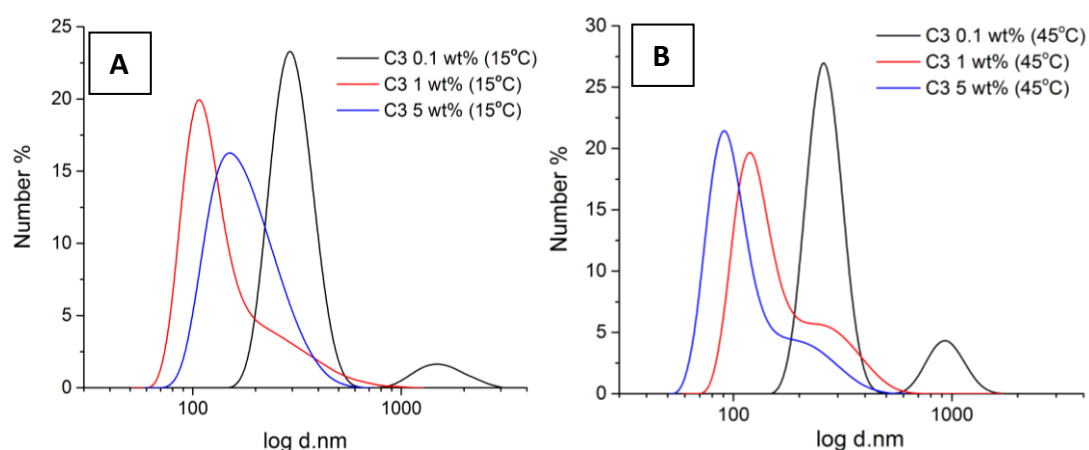 A
C3 0.1 wt% (15°C)
C3 1 wt% (15°C)
C3 5 wt% (15°C)
Number %
25
20
15
10
5
0
100
1000
log d.nm
B
C3 0.1 wt% (45°C)
C3 1 wt% (45°C)
C3 5 wt% (45°C)
Number %
30
25
20
15
10
5
0
100
1000
log d.nm